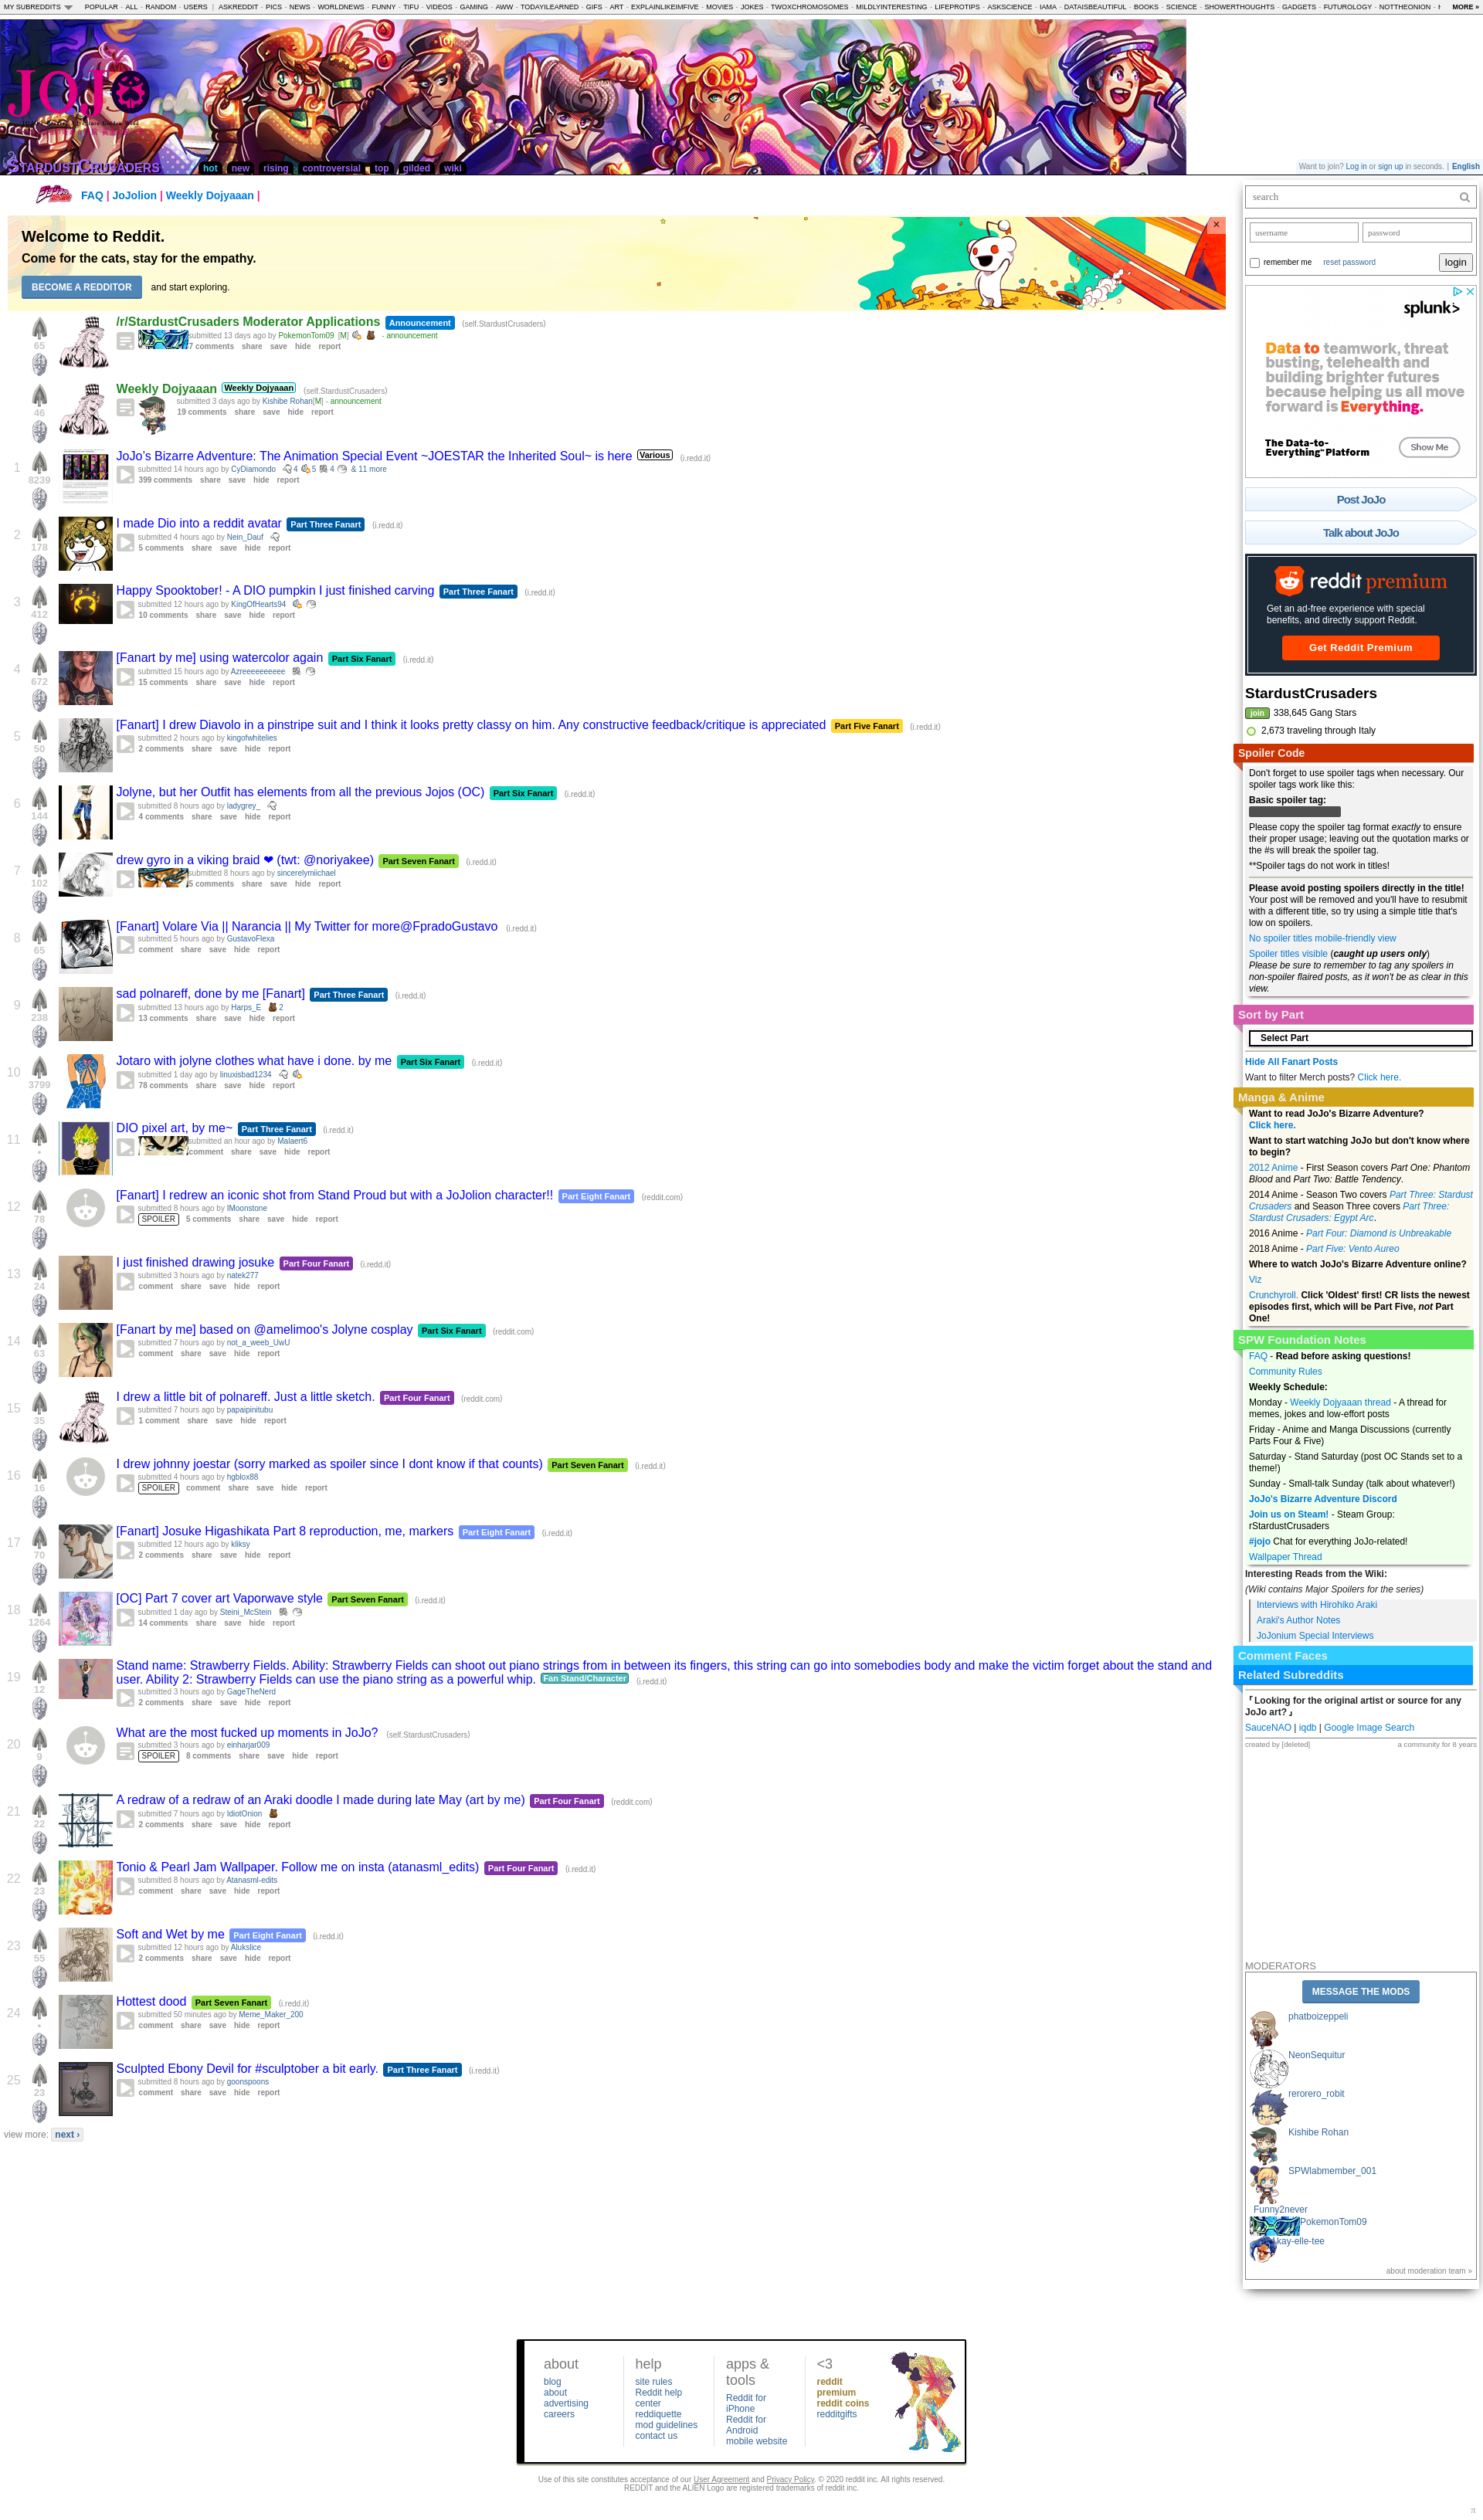 MY SUBREDDITS POPULAR - ALL - RANDOM - USERS | ASKREDDIT - PICS - NEWS - WORLDNEWS - FUNNY - TIFU - VIDEOS - GAMING - AWW - TODAYILEARNED - GIFS - ART - EXPLAINLIKEIMFIVE - MOVIES - JOKES - TWOXCHROMOSOMES - MILDLYINTERESTING - LIFEPROTIPS - ASKSCIENCE - IAMA - DATAISBEAUTIFUL - BOOKS - SCIENCE - SHOWERTHOUGHTS - GADGETS - FUTUROLOGY - NOTTHEONION - MORE »
JOJO
STARDUSTCRUSADERS hot new rising controversial top gilded wiki
Want to join? Log in or sign up in seconds. | English
FAQ | JoJolion | Weekly Dojyaaan |
Welcome to Reddit.
Come for the cats, stay for the empathy.
BECOME A REDDITOR and start exploring.
/r/StardustCrusaders Moderator Applications Announcement (self.StardustCrusaders)
65
submitted 13 days ago by PokemonTom09 [M] - announcement
7 comments share save hide report
Weekly Dojyaaan Weekly Dojyaaan (self.StardustCrusaders)
46
submitted 3 days ago by Kishibe Rohan[M] - announcement
19 comments share save hide report
1
8239
JoJo's Bizarre Adventure: The Animation Special Event ~JOESTAR the Inherited Soul~ is here Various (i.redd.it)
submitted 14 hours ago by CyDiamondo 4 5 4 & 11 more
399 comments share save hide report
2
178
I made Dio into a reddit avatar Part Three Fanart (i.redd.it)
submitted 4 hours ago by Nein_Dauf
5 comments share save hide report
3
412
Happy Spooktober! - A DIO pumpkin I just finished carving Part Three Fanart (i.redd.it)
submitted 12 hours ago by KingOfHearts94
10 comments share save hide report
4
672
[Fanart by me] using watercolor again Part Six Fanart (i.redd.it)
submitted 15 hours ago by Azreeeeeeeeee
15 comments share save hide report
5
50
[Fanart] I drew Diavolo in a pinstripe suit and I think it looks pretty classy on him. Any constructive feedback/critique is appreciated Part Five Fanart (i.redd.it)
submitted 2 hours ago by kingofwhitelies
2 comments share save hide report
6
144
Jolyne, but her Outfit has elements from all the previous Jojos (OC) Part Six Fanart (i.redd.it)
submitted 8 hours ago by ladygrey_
4 comments share save hide report
7
102
drew gyro in a viking braid ❤ (twt: @noriyakee) Part Seven Fanart (i.redd.it)
submitted 8 hours ago by sincerelymiichael
5 comments share save hide report
8
65
[Fanart] Volare Via || Narancia || My Twitter for more@FpradoGustavo (i.redd.it)
submitted 5 hours ago by GustavoFlexa
comment share save hide report
9
238
sad polnareff, done by me [Fanart] Part Three Fanart (i.redd.it)
submitted 13 hours ago by Harps_E 2
13 comments share save hide report
10
3799
Jotaro with jolyne clothes what have i done. by me Part Six Fanart (i.redd.it)
submitted 1 day ago by linuxisbad1234
78 comments share save hide report
11
•
DIO pixel art, by me~ Part Three Fanart (i.redd.it)
submitted an hour ago by Malaert6
comment share save hide report
12
78
[Fanart] I redrew an iconic shot from Stand Proud but with a JoJolion character!! Part Eight Fanart (reddit.com)
submitted 8 hours ago by IMoonstone
SPOILER 5 comments share save hide report
13
24
I just finished drawing josuke Part Four Fanart (i.redd.it)
submitted 3 hours ago by natek277
comment share save hide report
14
63
[Fanart by me] based on @amelimoo's Jolyne cosplay Part Six Fanart (reddit.com)
submitted 7 hours ago by not_a_weeb_UwU
comment share save hide report
15
35
I drew a little bit of polnareff. Just a little sketch. Part Four Fanart (reddit.com)
submitted 7 hours ago by papaipinitubu
1 comment share save hide report
16
16
I drew johnny joestar (sorry marked as spoiler since I dont know if that counts) Part Seven Fanart (i.redd.it)
submitted 4 hours ago by hgblox88
SPOILER comment share save hide report
17
70
[Fanart] Josuke Higashikata Part 8 reproduction, me, markers Part Eight Fanart (i.redd.it)
submitted 12 hours ago by kliksy
2 comments share save hide report
18
1264
[OC] Part 7 cover art Vaporwave style Part Seven Fanart (i.redd.it)
submitted 1 day ago by Steini_McStein
14 comments share save hide report
19
12
Stand name: Strawberry Fields. Ability: Strawberry Fields can shoot out piano strings from in between its fingers, this string can go into somebodies body and make the victim forget about the stand and
user. Ability 2: Strawberry Fields can use the piano string as a powerful whip. Fan Stand/Character (i.redd.it)
submitted 3 hours ago by GageTheNerd
2 comments share save hide report
20
9
What are the most fucked up moments in JoJo? (self.StardustCrusaders)
submitted 3 hours ago by einharjar009
SPOILER 8 comments share save hide report
21
22
A redraw of a redraw of an Araki doodle I made during late May (art by me) Part Four Fanart (reddit.com)
submitted 7 hours ago by IdiotOnion
2 comments share save hide report
22
23
Tonio & Pearl Jam Wallpaper. Follow me on insta (atanasml_edits) Part Four Fanart (i.redd.it)
submitted 8 hours ago by Atanasml-edits
comment share save hide report
23
55
Soft and Wet by me Part Eight Fanart (i.redd.it)
submitted 12 hours ago by Alukslice
2 comments share save hide report
24
•
Hottest dood Part Seven Fanart (i.redd.it)
submitted 50 minutes ago by Meme_Maker_200
comment share save hide report
25
23
Sculpted Ebony Devil for #sculptober a bit early. Part Three Fanart (i.redd.it)
submitted 8 hours ago by goonspoons
comment share save hide report
view more: next ›
search
username password
remember me reset password login
splunk>
Data to teamwork, threat
busting, telemedicine and
building brighter futures
because helping us all move
forward is Everything.
The Data-to-
Everything™ Platform
Show Me
Post JoJo
Talk about JoJo
reddit premium
Get an ad-free experience with special
benefits, and directly support Reddit.
Get Reddit Premium
StardustCrusaders
join 338,645 Gang Stars
2,673 traveling through Italy
Spoiler Code
Don't forget to use spoiler tags when necessary. Our
spoiler tags work like this:
Basic spoiler tag:
Please copy the spoiler tag format exactly to ensure
their proper usage; leaving out the quotation marks or
the #s will break the spoiler tag.
**Spoiler tags do not work in titles!
Please avoid posting spoilers directly in the title!
Your post will be removed and you'll have to resubmit
with a different title, so try using a simple title that's
low on spoilers.
No spoiler titles mobile-friendly view
Spoiler titles visible (caught up users only)
Please be sure to remember to tag any spoilers in
non-spoiler flaired posts, as it won't be as clear in this
view.
Sort by Part
Select Part
Hide All Fanart Posts
Want to filter Merch posts? Click here.
Manga & Anime
Want to read JoJo's Bizarre Adventure?
Click here.
Want to start watching JoJo but don't know where
to begin?
2012 Anime - First Season covers Part One: Phantom
Blood and Part Two: Battle Tendency.
2014 Anime - Season Two covers Part Three: Stardust
Crusaders and Season Three covers Part Three:
Stardust Crusaders: Egypt Arc.
2016 Anime - Part Four: Diamond is Unbreakable
2018 Anime - Part Five: Vento Aureo
Where to watch JoJo's Bizarre Adventure online?
Viz
Crunchyroll. Click 'Oldest' first! CR lists the newest
episodes first, which will be Part Five, not Part
One!
SPW Foundation Notes
FAQ - Read before asking questions!
Community Rules
Weekly Schedule:
Monday - Weekly Dojyaaan thread - A thread for
memes, jokes and low-effort posts
Friday - Anime and Manga Discussions (currently
Parts Four & Five)
Saturday - Stand Saturday (post OC Stands set to a
theme!)
Sunday - Small-talk Sunday (talk about whatever!)
JoJo's Bizarre Adventure Discord
Join us on Steam! - Steam Group:
rStardustCrusaders
#jojo Chat for everything JoJo-related!
Wallpaper Thread
Interesting Reads from the Wiki:
(Wiki contains Major Spoilers for the series)
Interviews with Hirohiko Araki
Araki's Author Notes
JoJonium Special Interviews
Comment Faces
Related Subreddits
『Looking for the original artist or source for any
JoJo art?』
SauceNAO | iqdb | Google Image Search
created by [deleted] a community for 8 years
MODERATORS
MESSAGE THE MODS
phatboizeppeli
NeonSequitur
rerorero_robit
Kishibe Rohan
SPWlabmember_001
Funny2never
PokemonTom09
kay-elle-tee
about moderation team »
about
blog
about
advertising
careers
help
site rules
Reddit help
center
reddiquette
mod guidelines
contact us
apps &
tools
Reddit for
iPhone
Reddit for
Android
mobile website
<3
reddit
premium
reddit coins
redditgifts
Use of this site constitutes acceptance of our User Agreement and Privacy Policy. © 2020 reddit inc. All rights reserved.
REDDIT and the ALIEN Logo are registered trademarks of reddit inc.
π